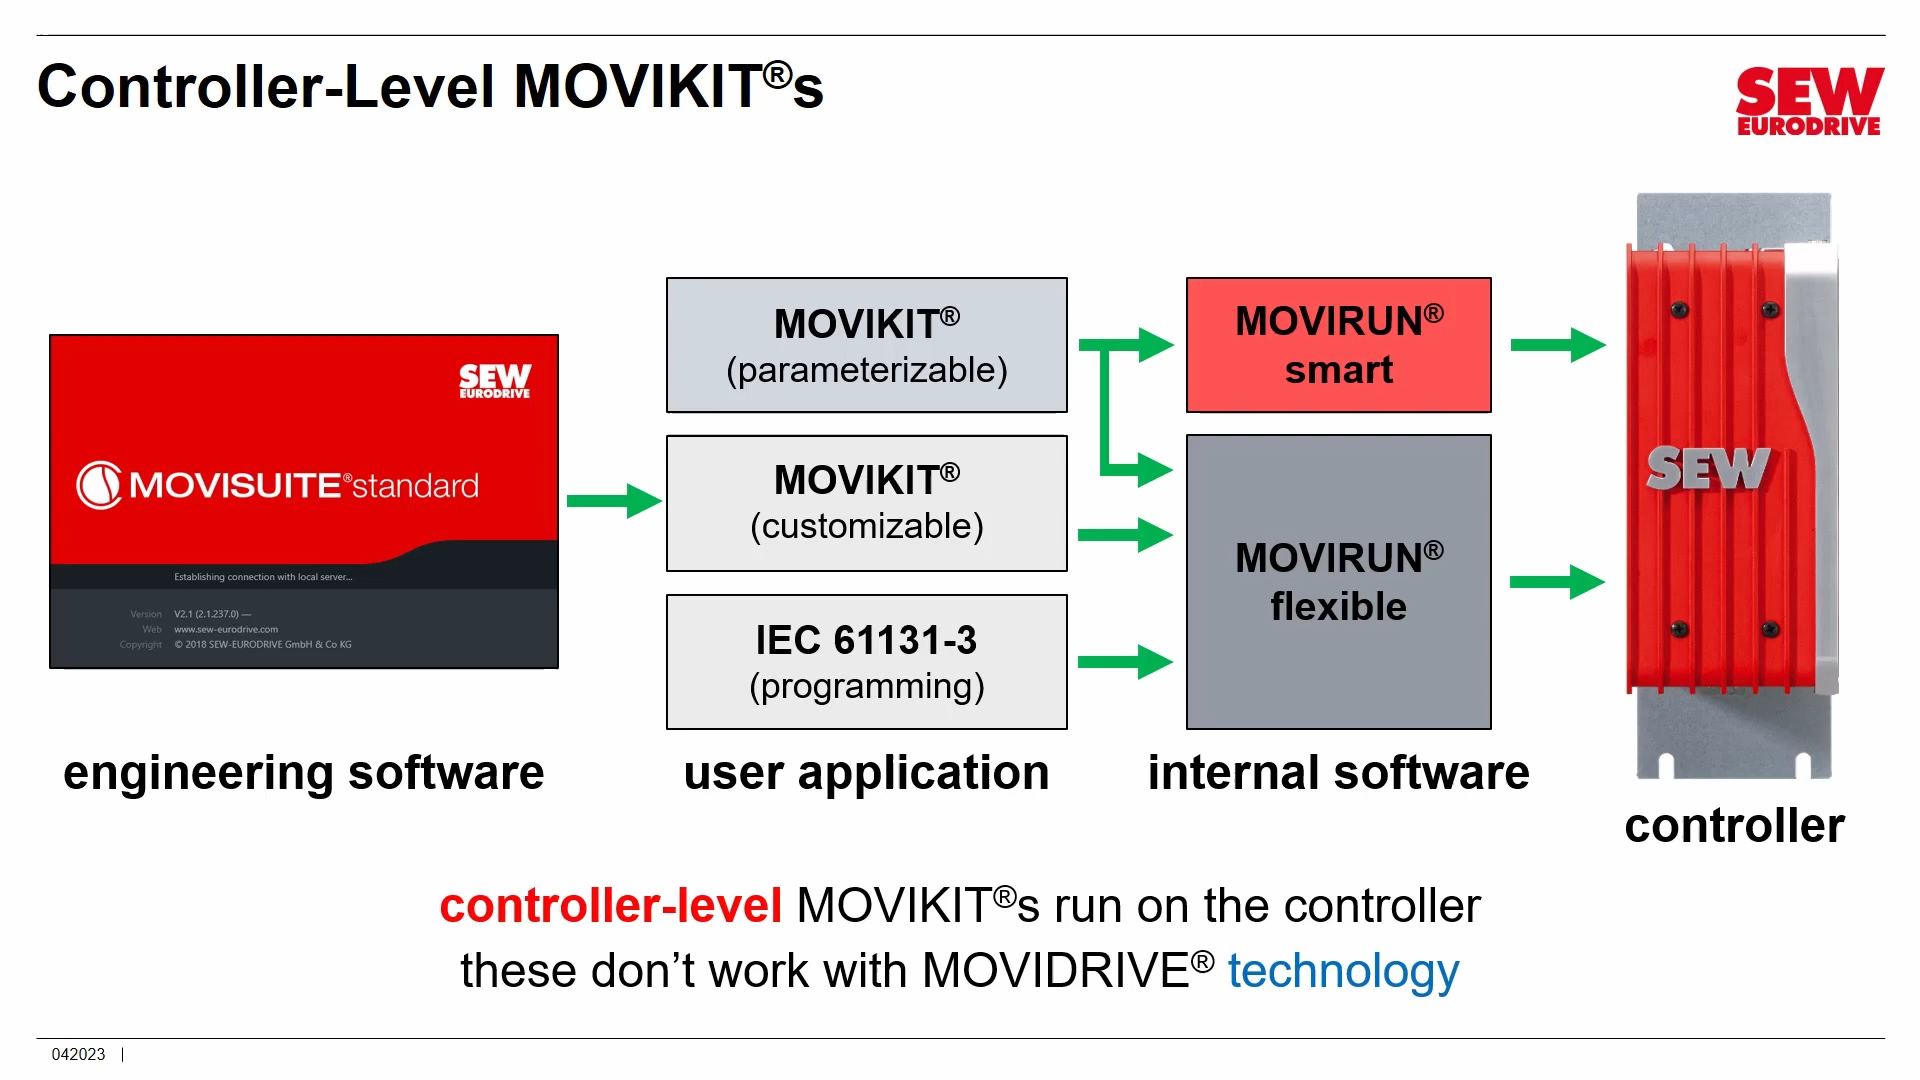 Controller-Level MOVIKIT®s
SEW
EURODRIVE
SEW
EURODRIVE
MOVISUITE®standard
Establishing connection with local server...
Version V2.1 (2.1.237.0) —
Web www.sew-eurodrive.com
Copyright © 2018 SEW-EURODRIVE GmbH & Co KG
engineering software
MOVIKIT®
(parameterizable)
MOVIKIT®
(customizable)
IEC 61131-3
(programming)
user application
MOVIRUN®
smart
MOVIRUN®
flexible
internal software
SEW
controller
controller-level MOVIKIT®s run on the controller
these don’t work with MOVIDRIVE® technology
042023 |